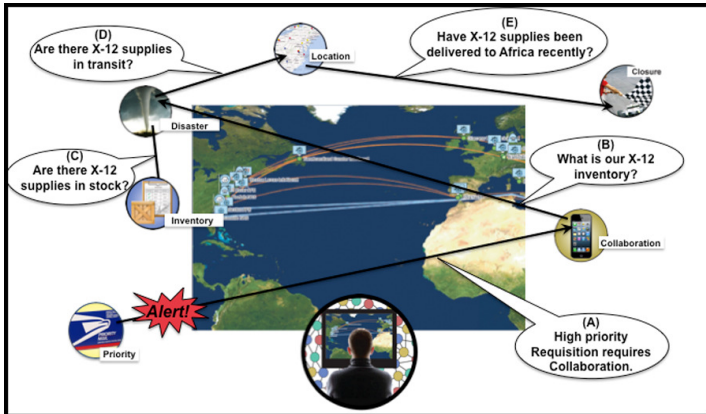 (D)
Are there X-12 supplies
in transit?
Location
(E)
Have X-12 supplies been
delivered to Africa recently?
Closure
Disaster
(C)
Are there X-12
supplies in stock?
Inventory
(B)
What is our X-12
inventory?
Collaboration
Alert!
Priority
PRIORITY
(A)
High priority
Requisition requires
Collaboration.